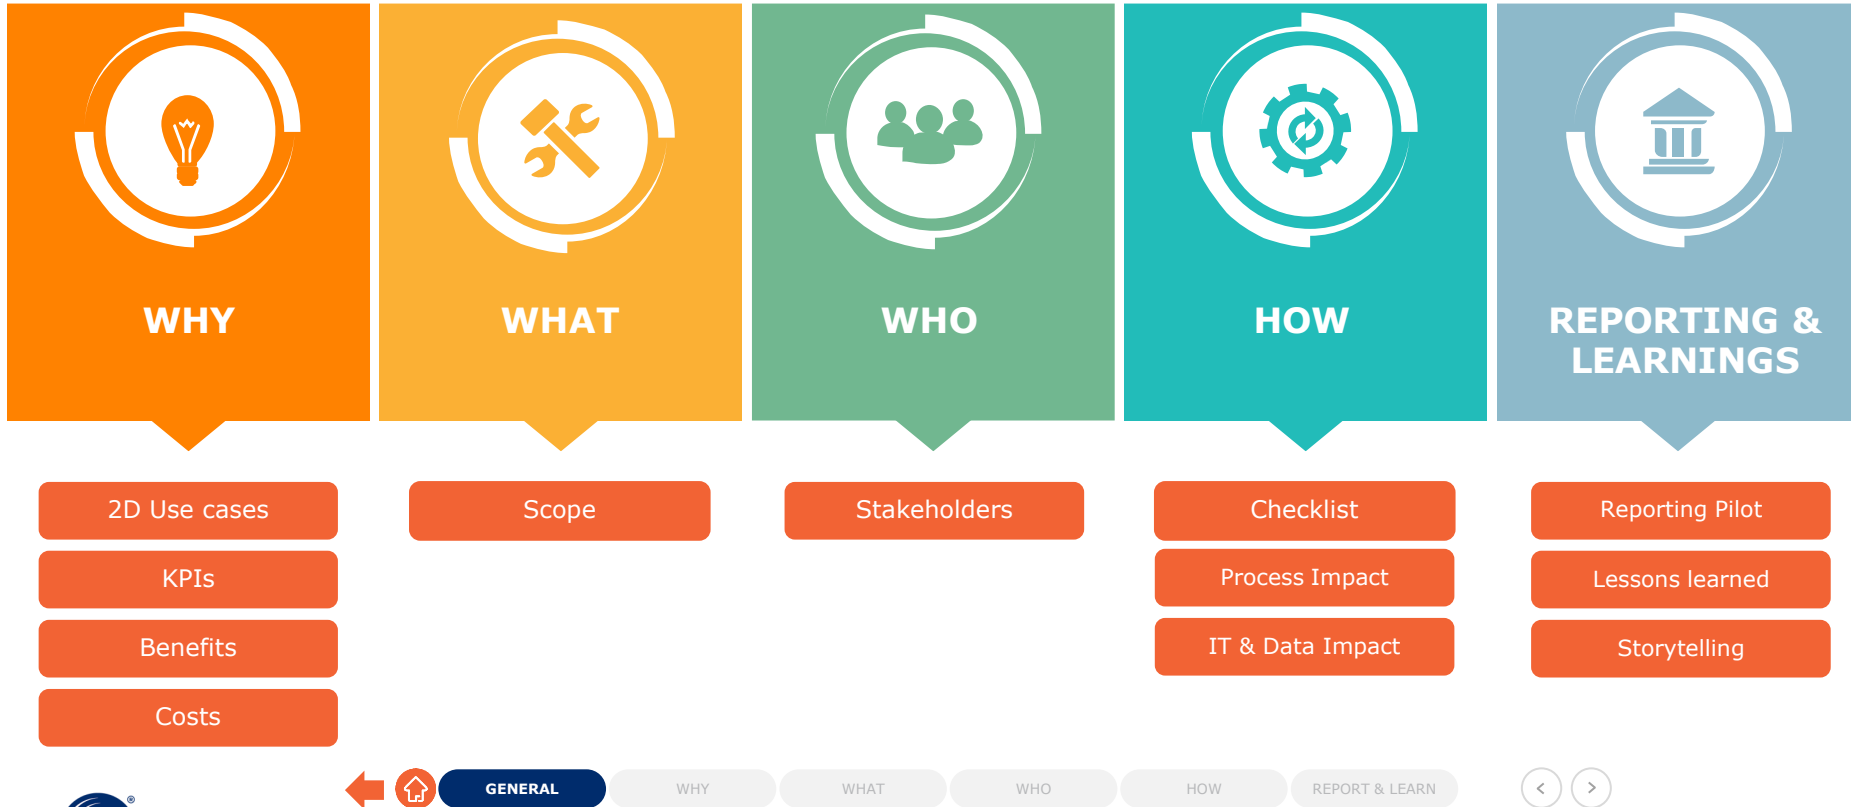 WHY
WHAT
WHO
HOW
REPORTING &
LEARNINGS
2D Use cases
KPIs
Benefits
Costs
Scope
Stakeholders
Checklist
Process Impact
IT & Data Impact
Reporting Pilot
Lessons learned
Storytelling
®
GENERAL
WHY
WHAT
WHO
HOW
REPORT & LEARN